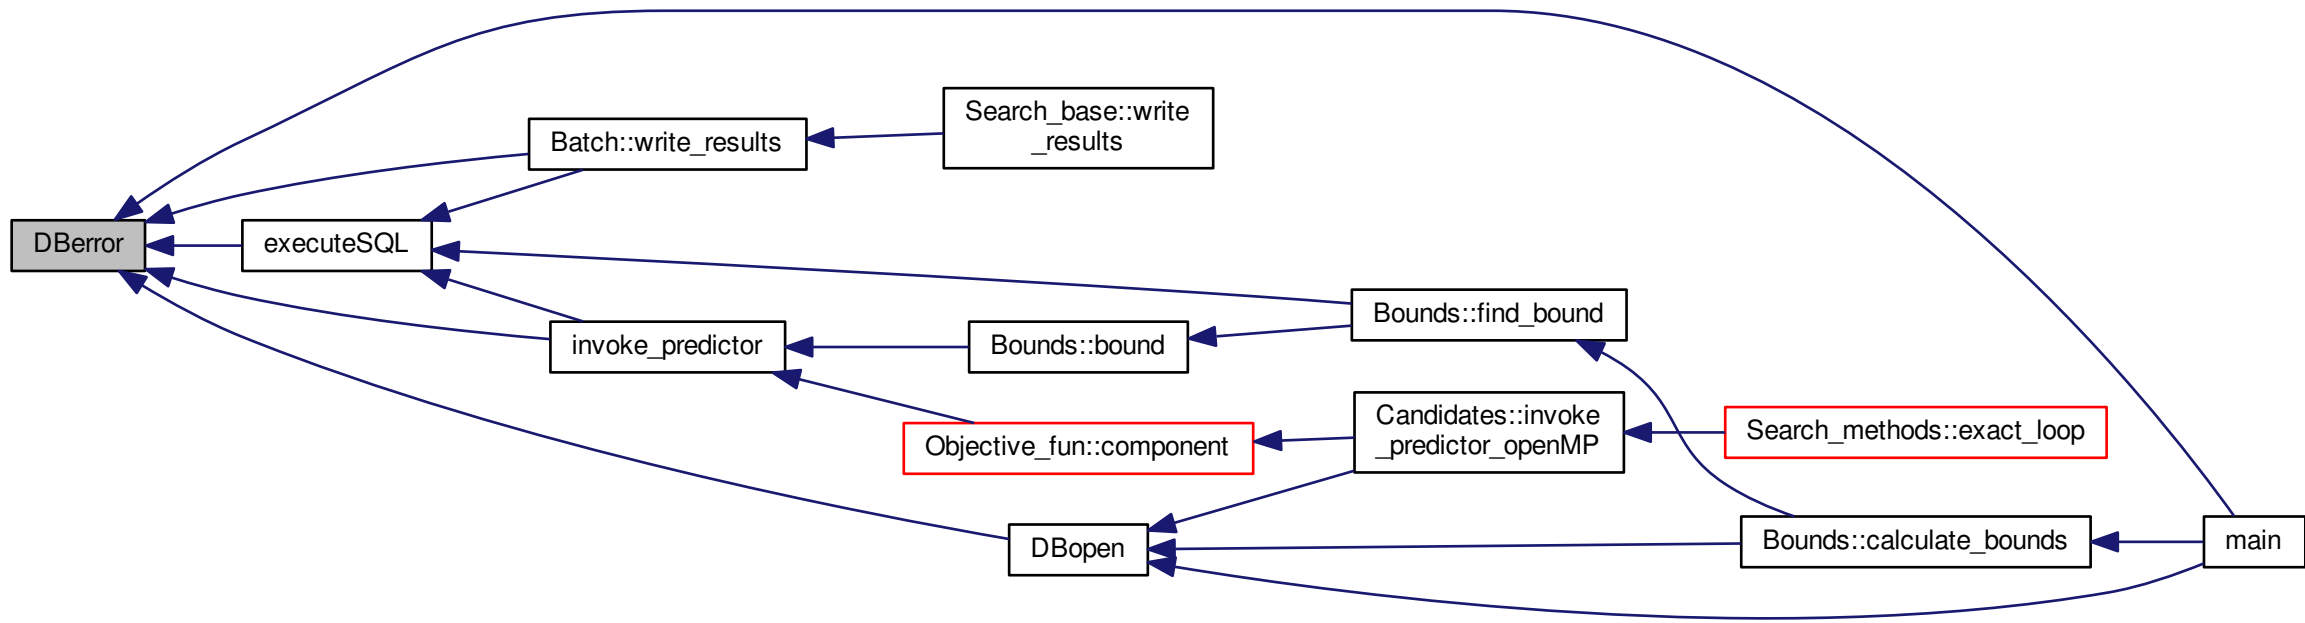 Search_base::write
_results
Batch::write_results
DBerror
executeSQL
Bounds::find_bound
invoke_predictor
Bounds::bound
Candidates::invoke
_predictor_openMP
Search_methods::exact_loop
Objective_fun::component
DBopen
Bounds::calculate_bounds
main